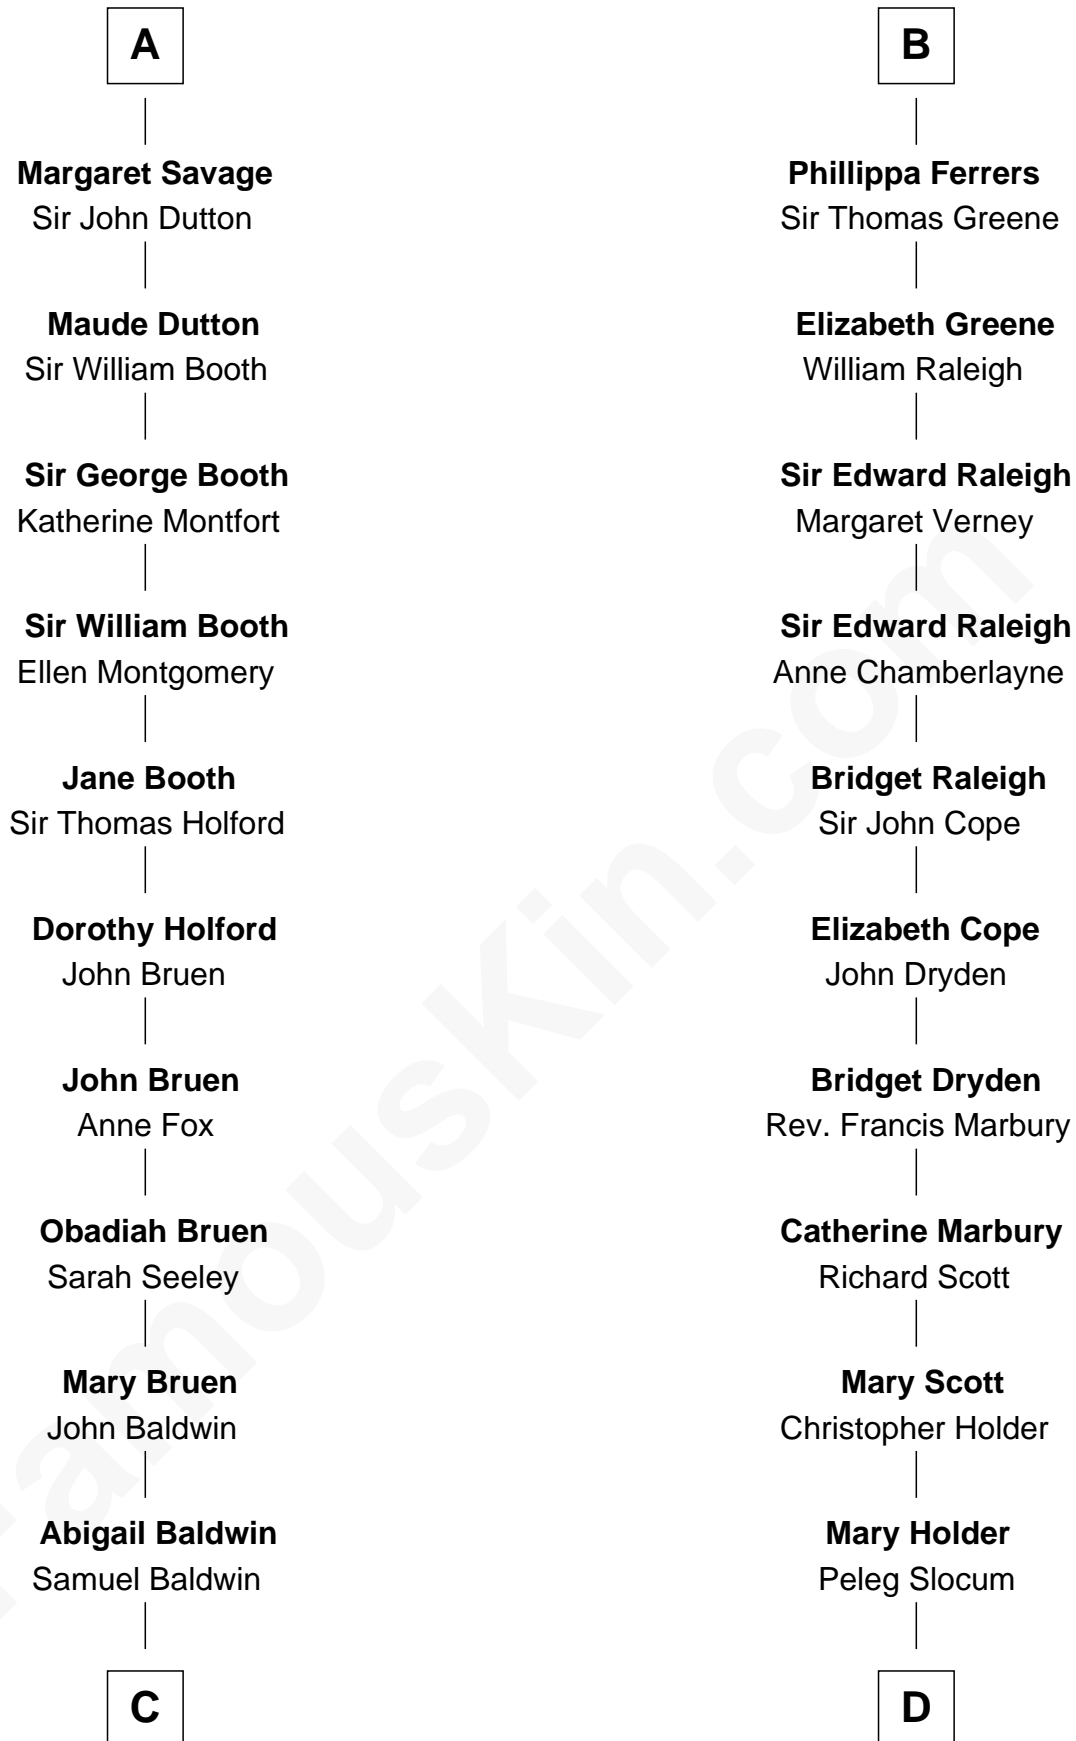 A
Margaret Savage
Sir John Dutton
Maude Dutton
Sir William Booth
Sir George Booth
Katherine Montfort
Sir William Booth
Ellen Montgomery
Jane Booth
Sir Thomas Holford
Dorothy Holford
John Bruen
John Bruen
Anne Fox
Obadiah Bruen
Sarah Seeley
Mary Bruen
John Baldwin
Abigail Baldwin
Samuel Baldwin
C
B
Phillippa Ferrers
Sir Thomas Greene
Elizabeth Greene
William Raleigh
Sir Edward Raleigh
Margaret Verney
Sir Edward Raleigh
Anne Chamberlayne
Bridget Raleigh
Sir John Cope
Elizabeth Cope
John Dryden
Bridget Dryden
Rev. Francis Marbury
Catherine Marbury
Richard Scott
Mary Scott
Christopher Holder
Mary Holder
Peleg Slocum
D
FamousKin.com